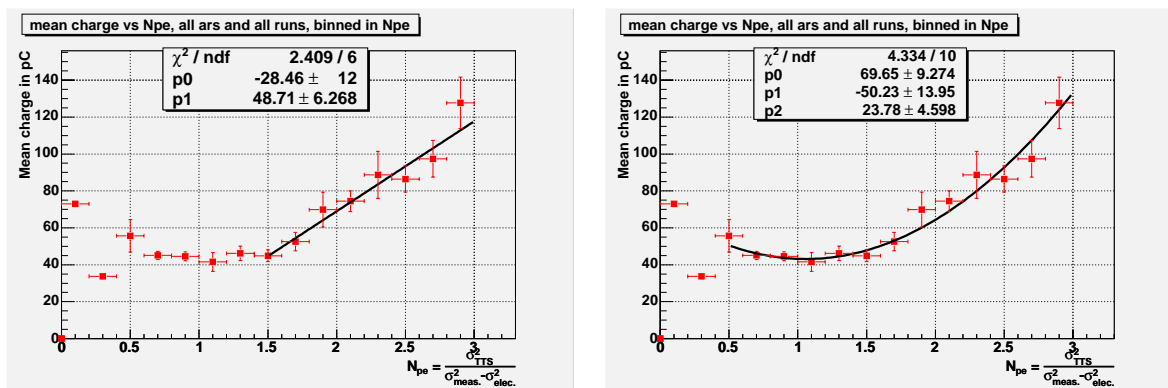 mean charge vs Npe, all ars and all runs, binned in Npe
χ² / ndf 2.409 / 6
p0 -28.46 ± 12
p1 48.71 ± 6.268
Mean charge in pC
140
120
100
80
60
40
20
0
0 0.5 1 1.5 2 2.5 3
N_pe = σ²_TTS / σ²_meas.-σ²_elec.
mean charge vs Npe, all ars and all runs, binned in Npe
χ² / ndf 4.334 / 10
p0 69.65 ± 9.274
p1 -50.23 ± 13.95
p2 23.78 ± 4.598
Mean charge in pC
140
120
100
80
60
40
20
0
0 0.5 1 1.5 2 2.5 3
N_pe = σ²_TTS / σ²_meas.-σ²_elec.